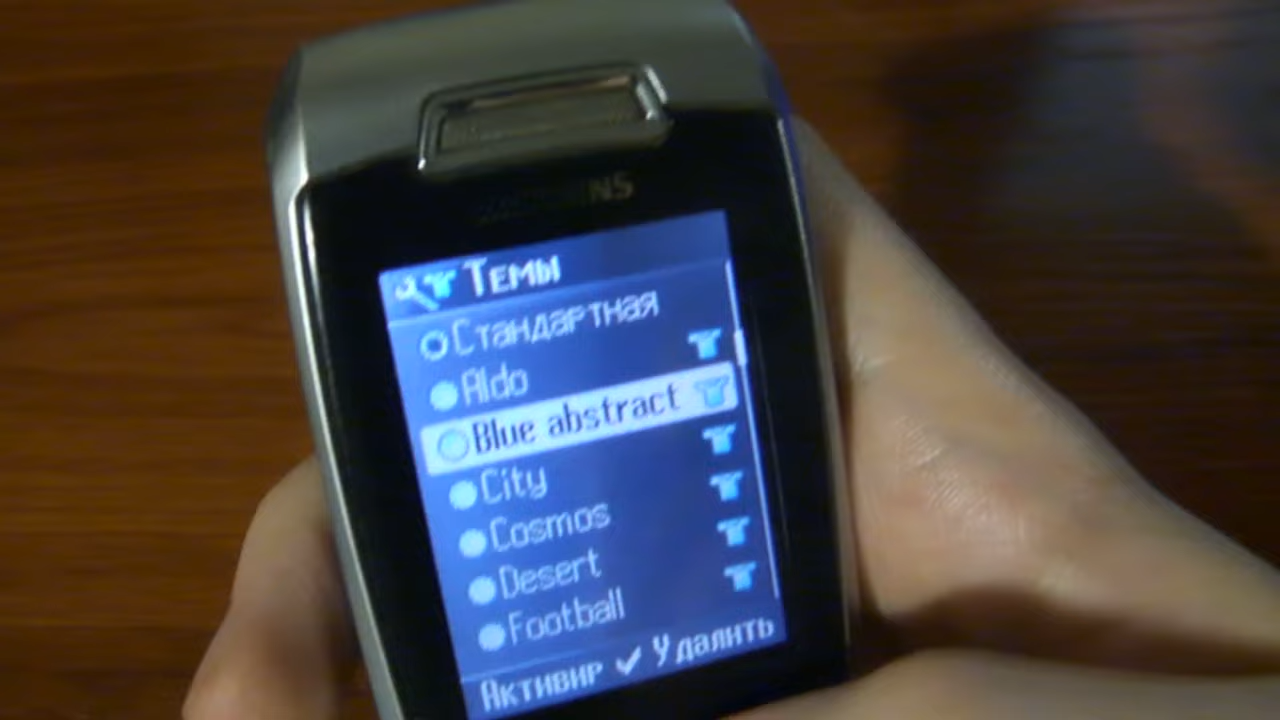 Темы
Стандартная
Aldo
Blue abstract
City
Cosmos
Desert
Football
Активир Удалить